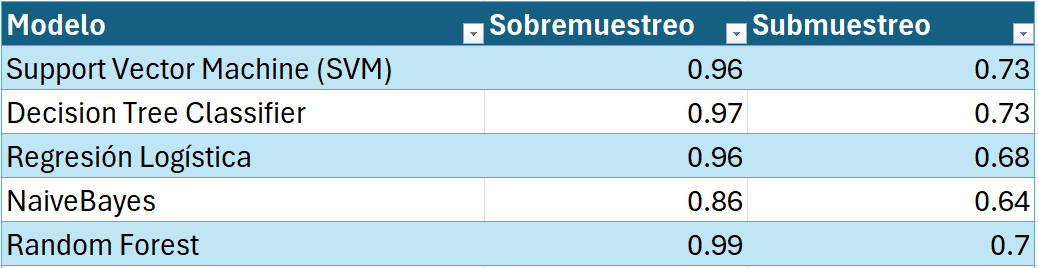 Modelo Sobremuestreo Submuestreo
Support Vector Machine (SVM) 0.96 0.73
Decision Tree Classifier 0.97 0.73
Regresión Logística 0.96 0.68
NaiveBayes 0.86 0.64
Random Forest 0.99 0.7